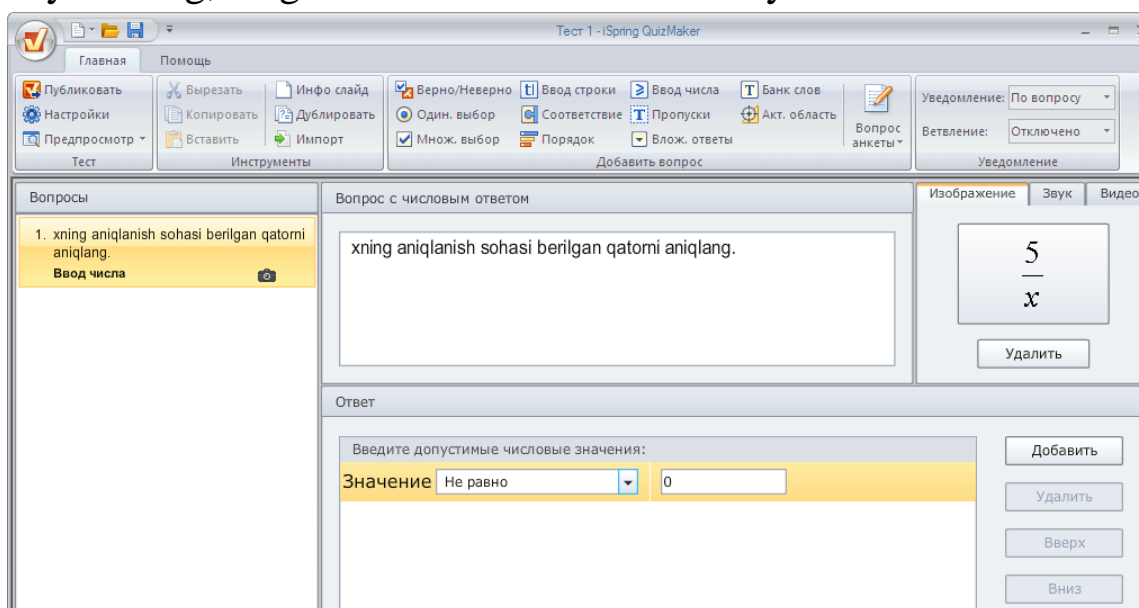 Тест 1 - iSpring QuizMaker
Главная Помощь
Публиковать Вырезать Инфо слайд Верно/Неверно Ввод строки Ввод числа Банк слов
Настройки Копировать Дублировать Один. выбор Соответствие Пропуски Акт. область
Предпросмотр Вставить Импорт Множ. выбор Порядок Влож. ответы
Вопрос анкеты
Уведомление: По вопросу
Ветвление: Отключено
Тест Инструменты Добавить вопрос Уведомление
Вопросы
1. xning aniqlanish sohasi berilgan qatorni
aniqlang.
Ввод числа
Вопрос с числовым ответом
xning aniqlanish sohasi berilgan qatorni aniqlang.
Изображение Звук Видео
5
x
Удалить
Ответ
Введите допустимые числовые значения:
Значение Не равно 0
Добавить
Удалить
Вверх
Вниз